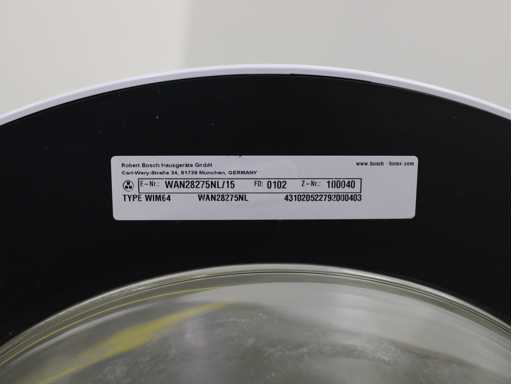 Robert Bosch Hausgeräte GmbH
www.bosch-home.com
Carl-Wery-Straße 34, 81739 München, GERMANY
E-Nr.: WAN28275NL/15 FD: 0102 Z-Nr.: 100040
TYPE WIM64 WAN28275NL 431020522792000403